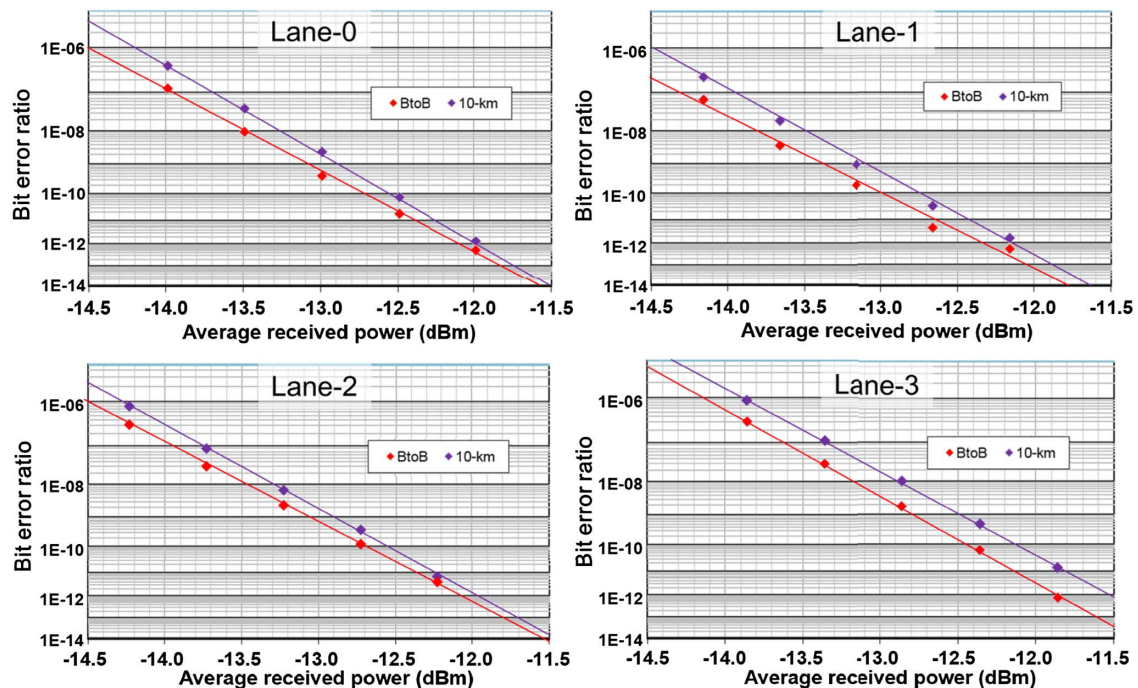 Lane-0
Bit error ratio
1E-06
1E-08
1E-10
1E-12
1E-14
BtoB 10-km
-14.5 -14.0 -13.5 -13.0 -12.5 -12.0 -11.5
Average received power (dBm)
Lane-1
Bit error ratio
1E-06
1E-08
1E-10
1E-12
1E-14
BtoB 10-km
-14.5 -14.0 -13.5 -13.0 -12.5 -12.0 -11.5
Average received power (dBm)
Lane-2
Bit error ratio
1E-06
1E-08
1E-10
1E-12
1E-14
BtoB 10-km
-14.5 -14.0 -13.5 -13.0 -12.5 -12.0 -11.5
Average received power (dBm)
Lane-3
Bit error ratio
1E-06
1E-08
1E-10
1E-12
1E-14
BtoB 10-km
-14.5 -14.0 -13.5 -13.0 -12.5 -12.0 -11.5
Average received power (dBm)